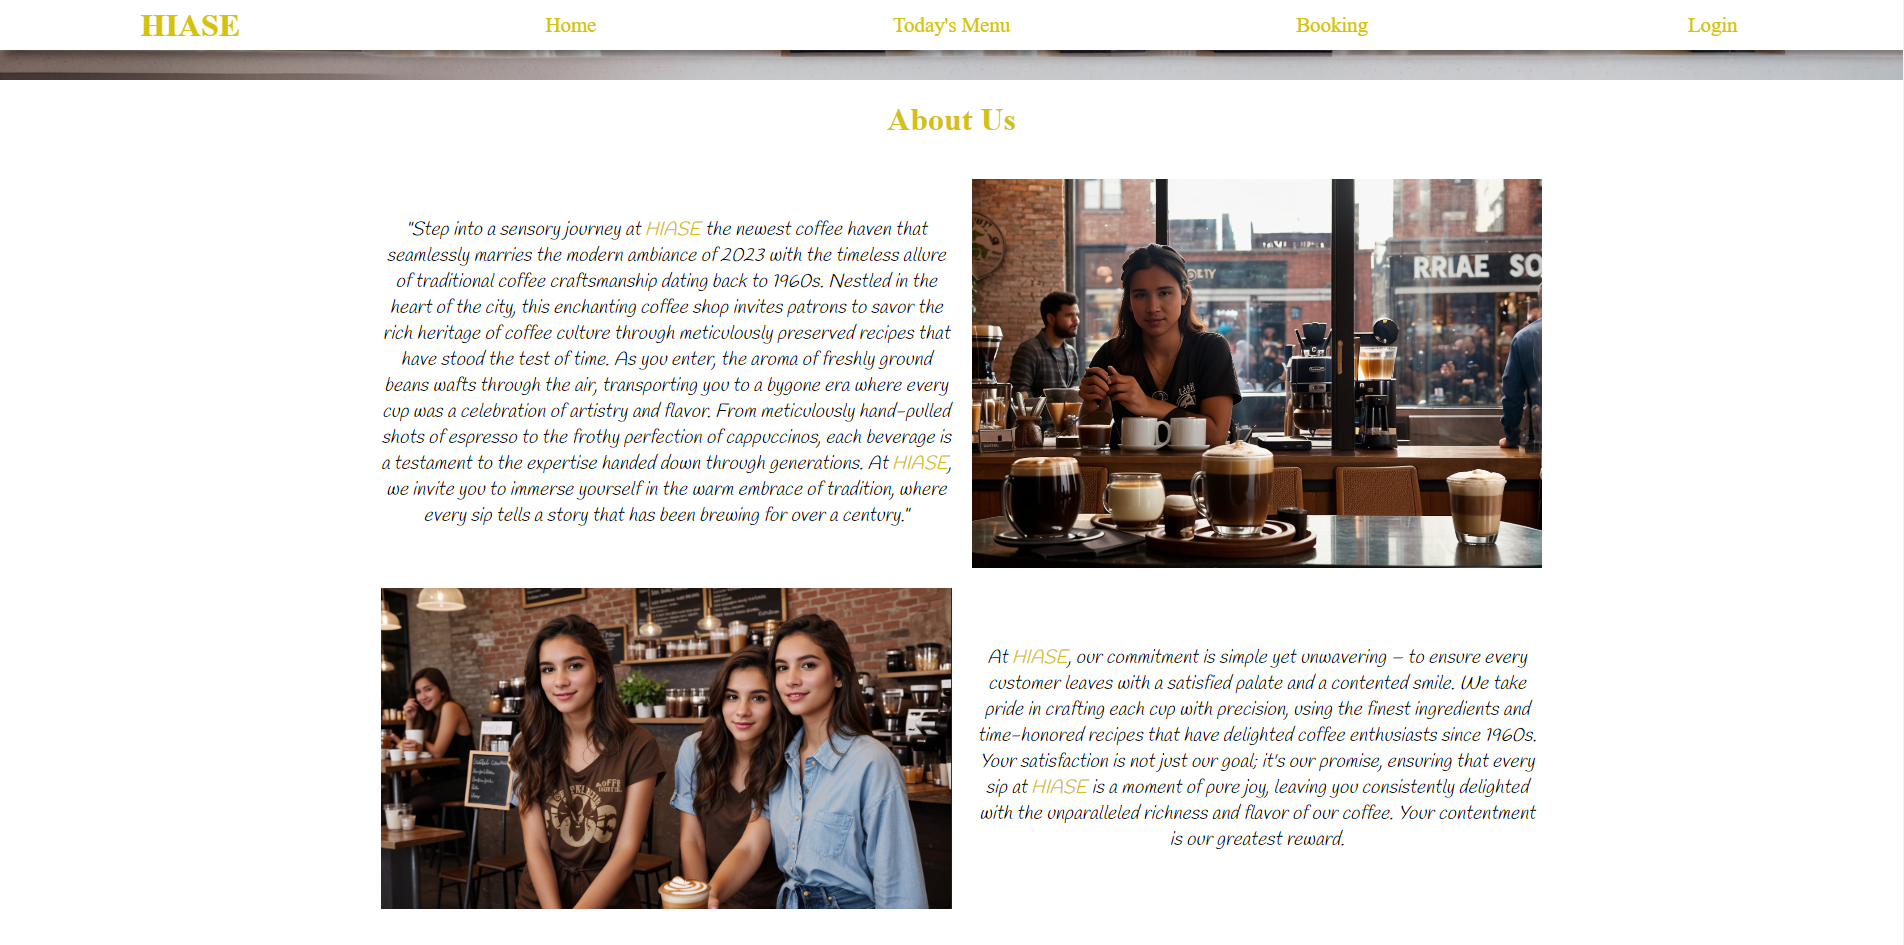 HIASE
Home
Today's Menu
Booking
Login
About Us
"Step into a sensory journey at HIASE the newest coffee haven that
seamlessly marries the modern ambiance of 2023 with the timeless allure
of traditional coffee craftsmanship dating back to 1960s. Nestled in the
heart of the city, this enchanting coffee shop invites patrons to savor the
rich heritage of coffee culture through meticulously preserved recipes that
have stood the test of time. As you enter, the aroma of freshly ground
beans wafts through the air, transporting you to a bygone era where every
cup was a celebration of artistry and flavor. From meticulously hand-pulled
shots of espresso to the frothy perfection of cappuccinos, each beverage is
a testament to the expertise handed down through generations. At HIASE,
we invite you to immerse yourself in the warm embrace of tradition, where
every sip tells a story that has been brewing for over a century."
RRIAE SO
At HIASE, our commitment is simple yet unwavering – to ensure every
customer leaves with a satisfied palate and a contented smile. We take
pride in crafting each cup with precision, using the finest ingredients and
time-honored recipes that have delighted coffee enthusiasts since 1960s.
Your satisfaction is not just our goal; it's our promise, ensuring that every
sip at HIASE is a moment of pure joy, leaving you consistently delighted
with the unparalleled richness and flavor of our coffee. Your contentment
is our greatest reward.